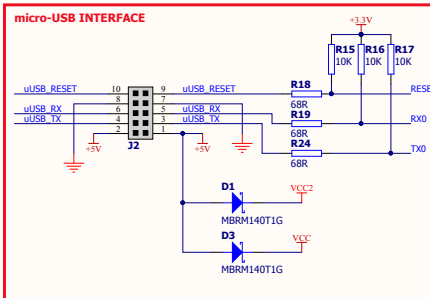 micro-USB INTERFACE
+3.3V
R15 R16 R17
10K 10K 10K
uUSB_RESET 10 9 uUSB_RESET R18 RESE
8 7 68R
uUSB_RX 6 5 uUSB_RX R19 RX0
uUSB_TX 4 3 uUSB_TX 68R
2 1 R24 TX0
+5V J2 +5V 68R
D1 VCC2
MBRM140T1G
D3 VCC
MBRM140T1G